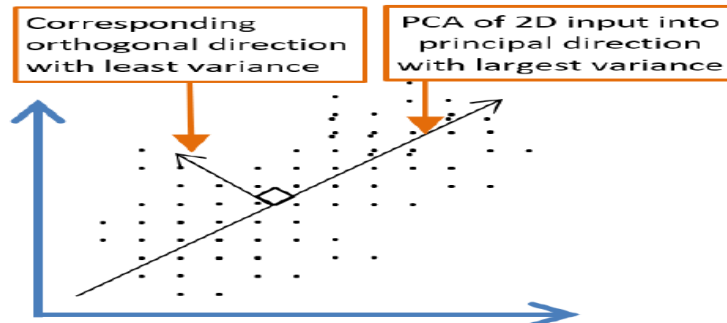 Corresponding
orthogonal direction
with least variance
PCA of 2D input into
principal direction
with largest variance